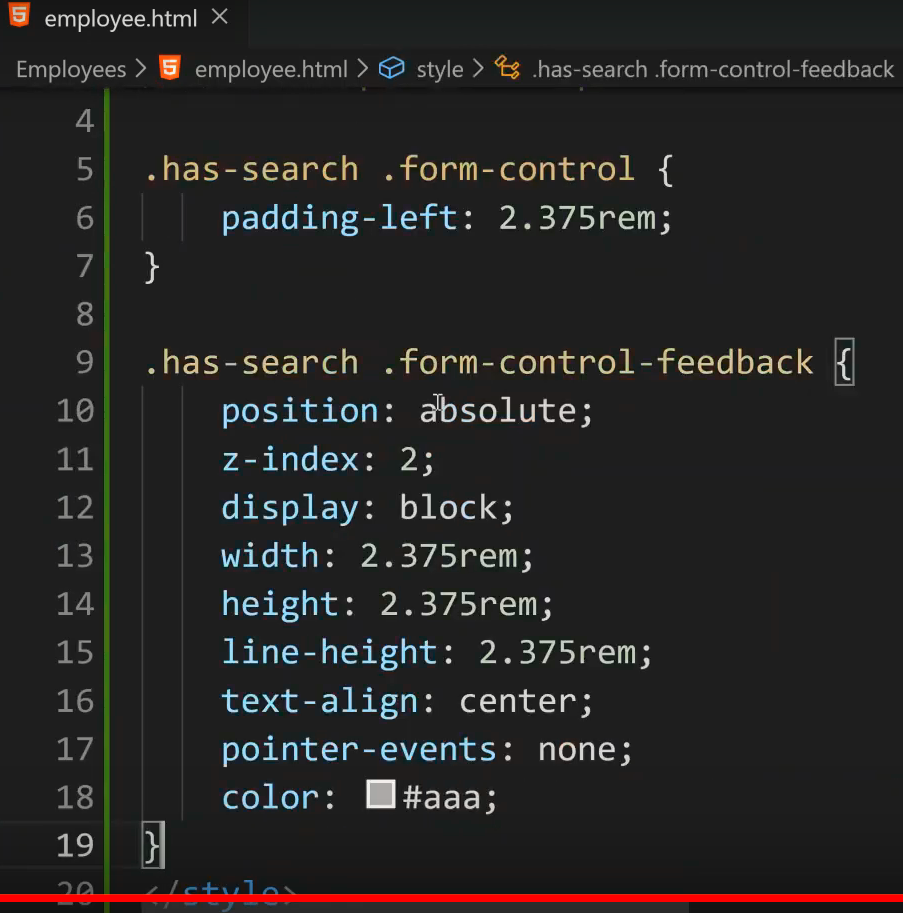 employee.html ×
Employees > employee.html > style > .has-search .form-control-feedback
4
5 .has-search .form-control {
6 padding-left: 2.375rem;
7 }
8
9 .has-search .form-control-feedback {
10 position: absolute;
11 z-index: 2;
12 display: block;
13 width: 2.375rem;
14 height: 2.375rem;
15 line-height: 2.375rem;
16 text-align: center;
17 pointer-events: none;
18 color: #aaa;
19 }
20 </style>